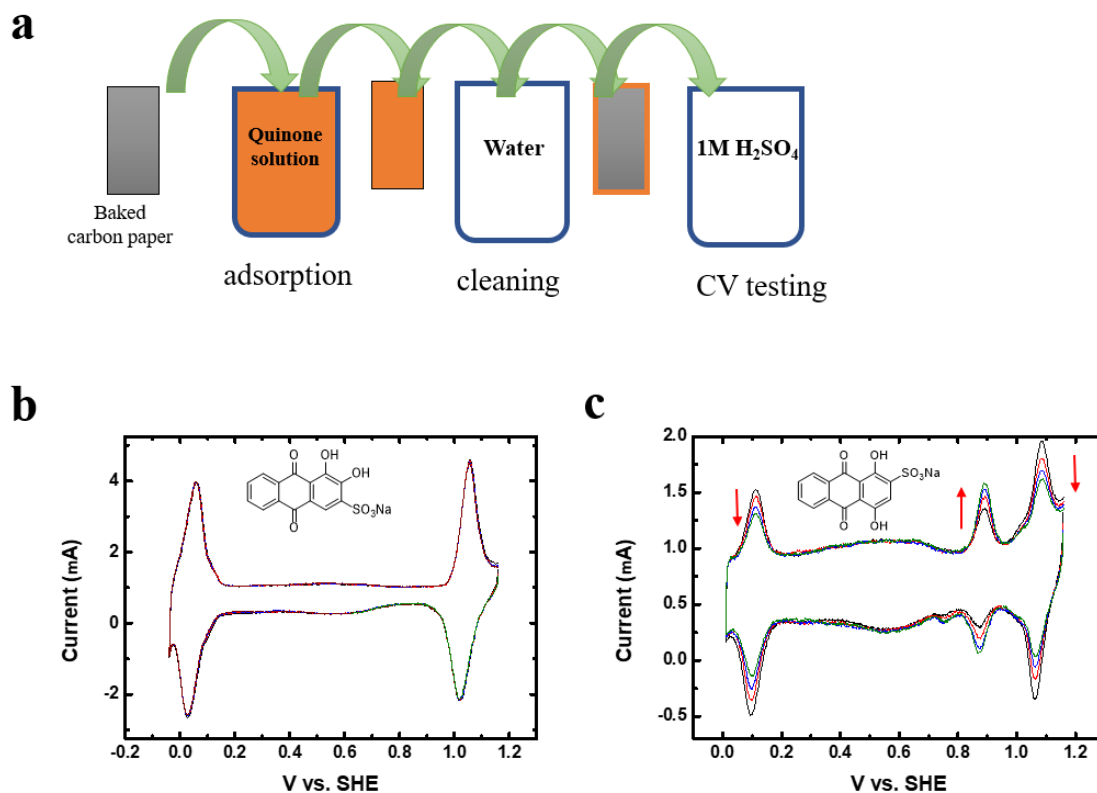 a
Quinone
solution
Water
1M H₂SO₄
Baked
carbon paper
adsorption
cleaning
CV testing
b
c
Current (mA)
4
2
0
-2
-0.2 0.0 0.2 0.4 0.6 0.8 1.0 1.2
V vs. SHE
O
OH
OH
SO₃Na
O
Current (mA)
2.0
1.5
1.0
0.5
0.0
-0.5
0.0 0.2 0.4 0.6 0.8 1.0 1.2
V vs. SHE
O
OH
SO₃Na
O
OH